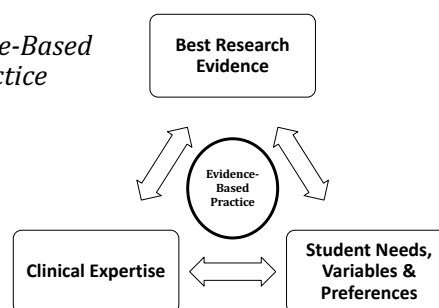 e-Based
ctice
Best Research
Evidence
Evidence-
Based
Practice
Clinical Expertise
Student Needs,
Variables &
Preferences